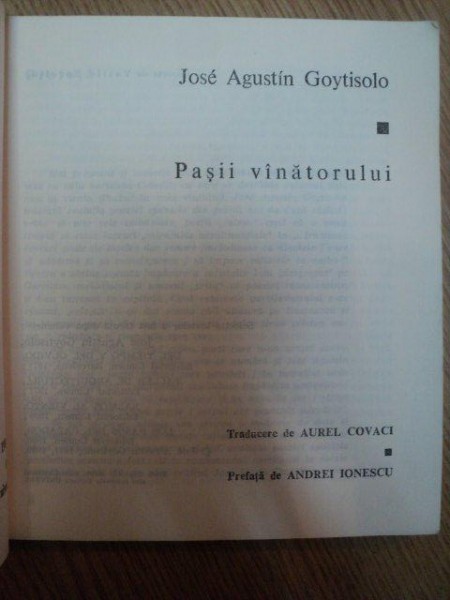 José Agustín Goytisolo
Pașii vînătorului
Traducere de AUREL COVACI
Prefață de ANDREI IONESCU